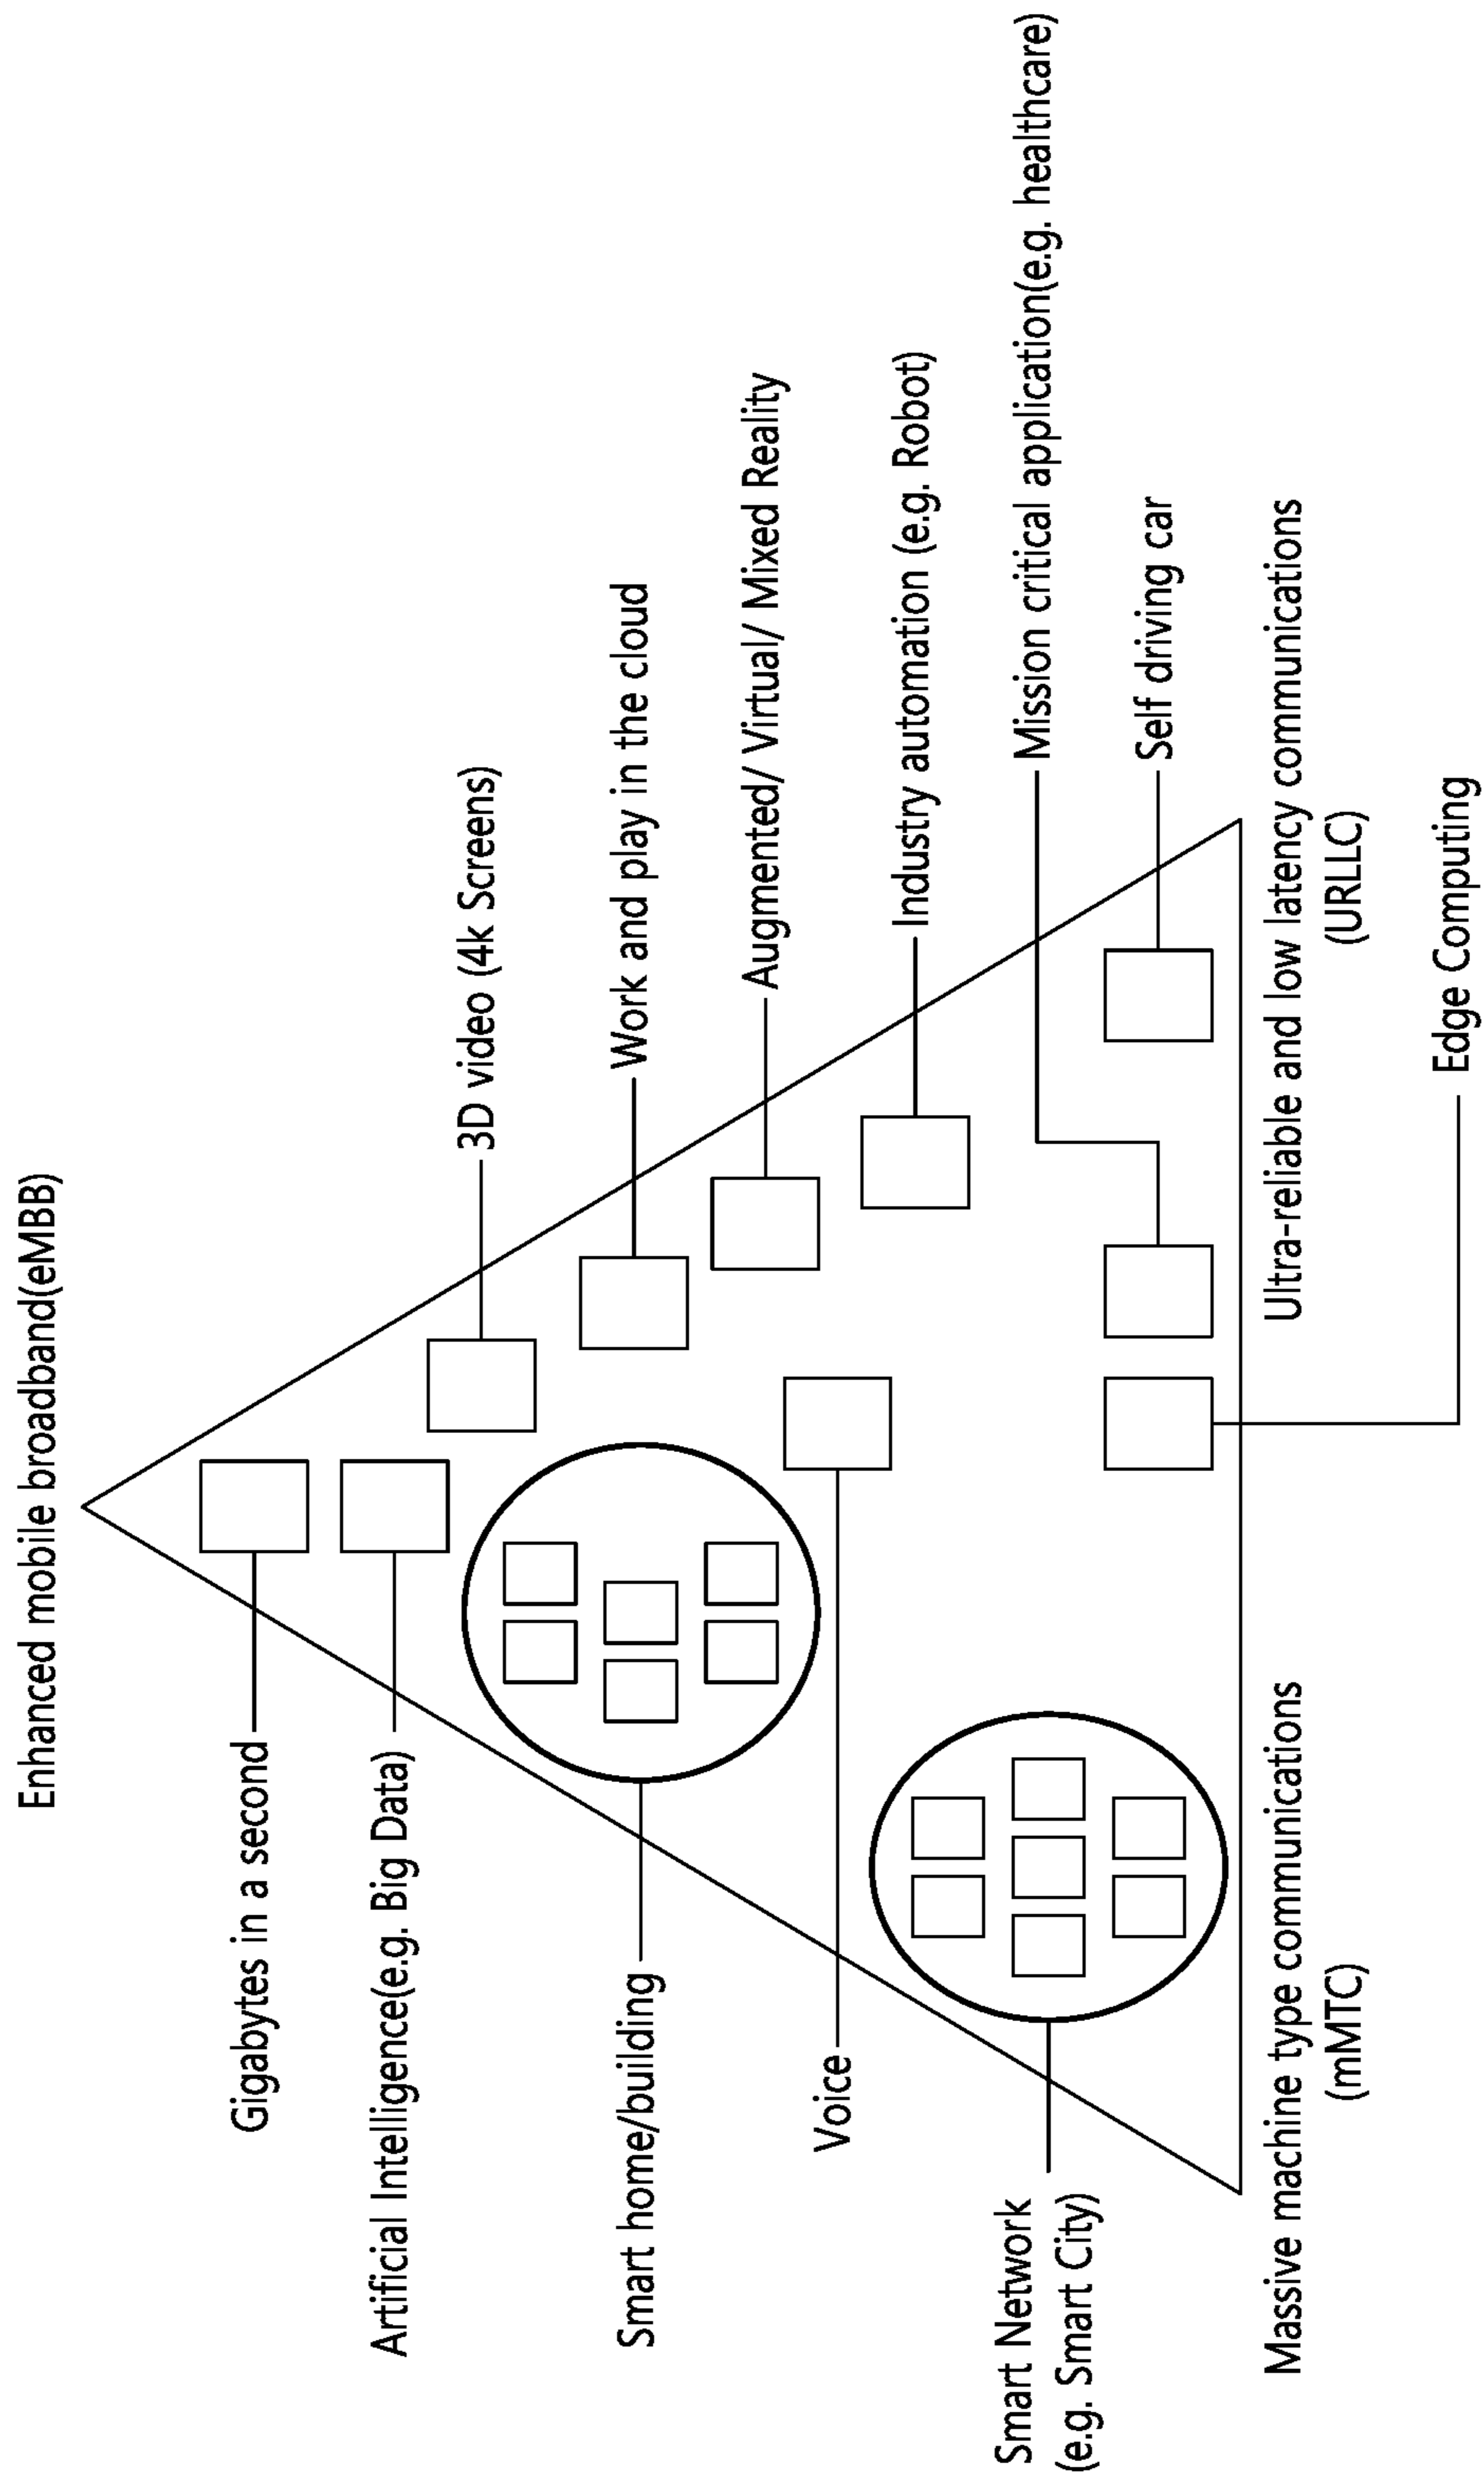 Enhanced mobile broadband(eMBB)
Gigabytes in a second
Artificial Intelligence(e.g. Big Data)
3D video (4k Screens)
Smart home/building
Work and play in the cloud
Augmented/ Virtual/ Mixed Reality
Voice
Industry automation (e.g. Robot)
Smart Network
(e.g. Smart City)
Mission critical application(e.g. healthcare)
Self driving car
Massive machine type communications
(mMTC)
Ultra-reliable and low latency communications
(URLLC)
Edge Computing